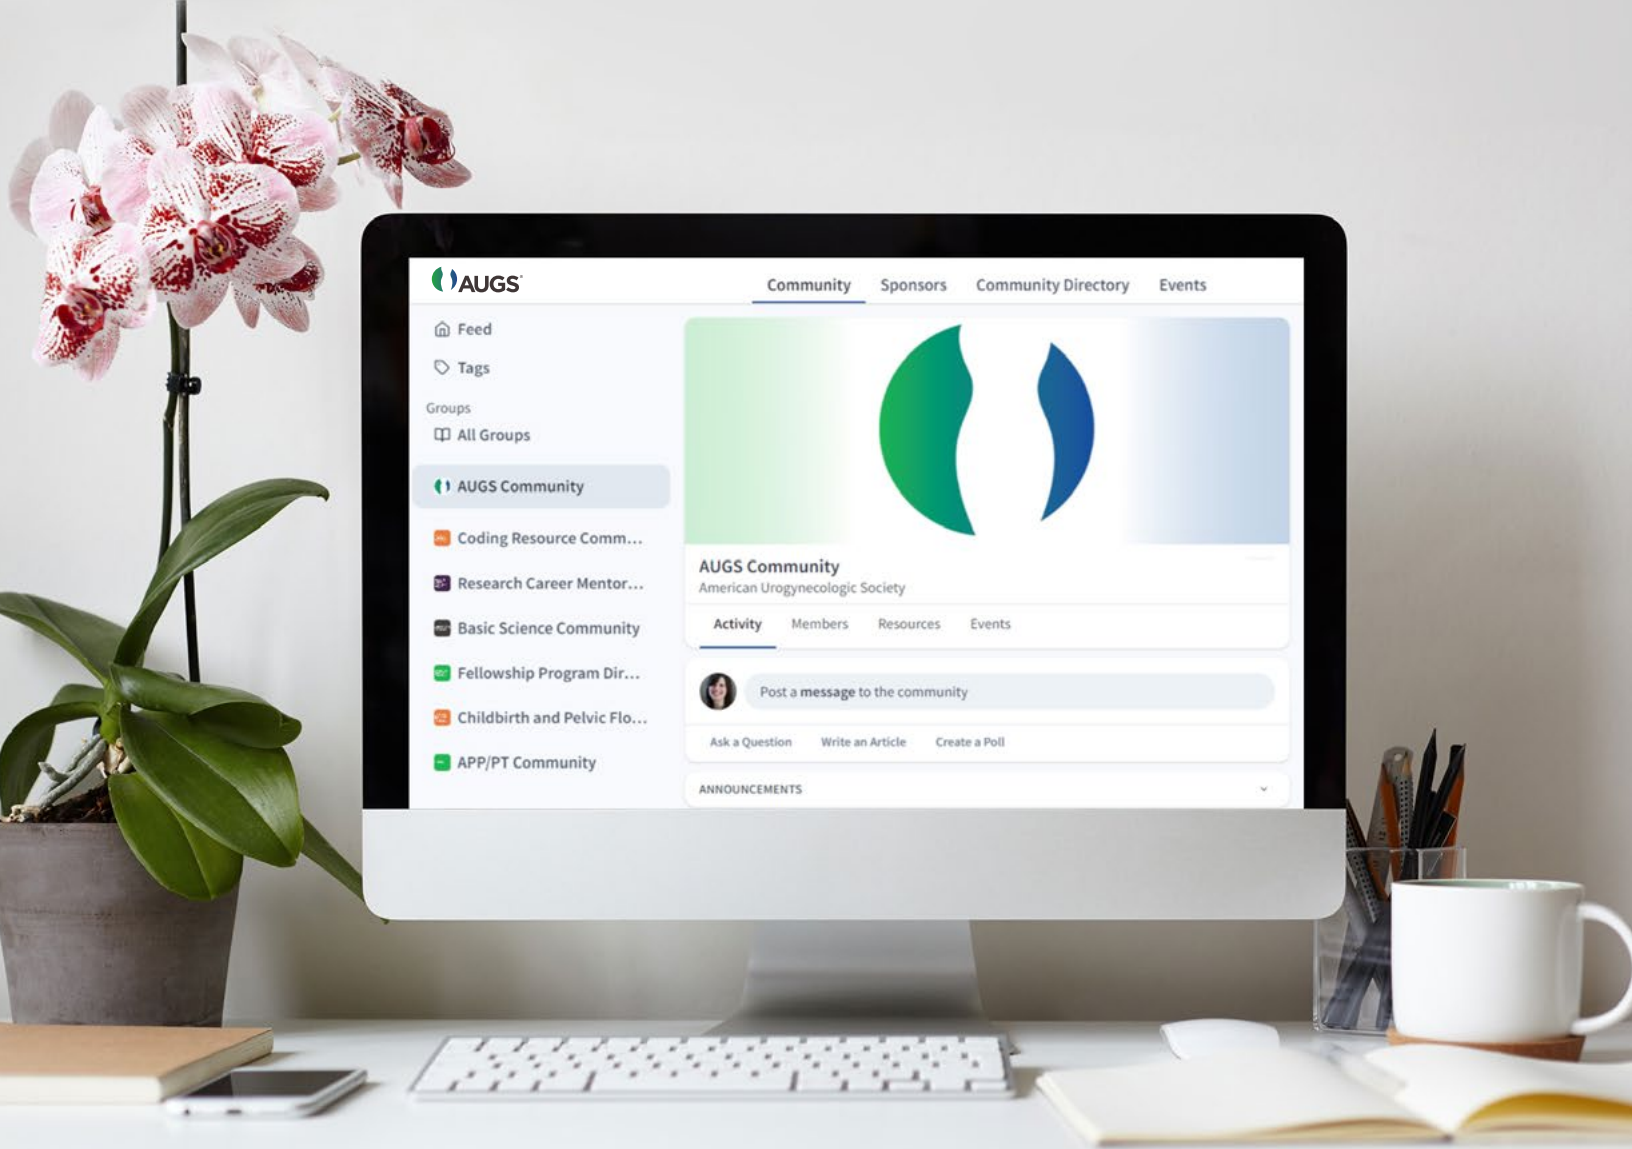 AUGS
Community Sponsors Community Directory Events
Feed
Tags
Groups
All Groups
AUGS Community
Coding Resource Comm...
Research Career Mentor...
Basic Science Community
Fellowship Program Dir...
Childbirth and Pelvic Flo...
APP/PT Community
AUGS Community
American Urogynecologic Society
Activity Members Resources Events
Post a message to the community
Ask a Question Write an Article Create a Poll
ANNOUNCEMENTS